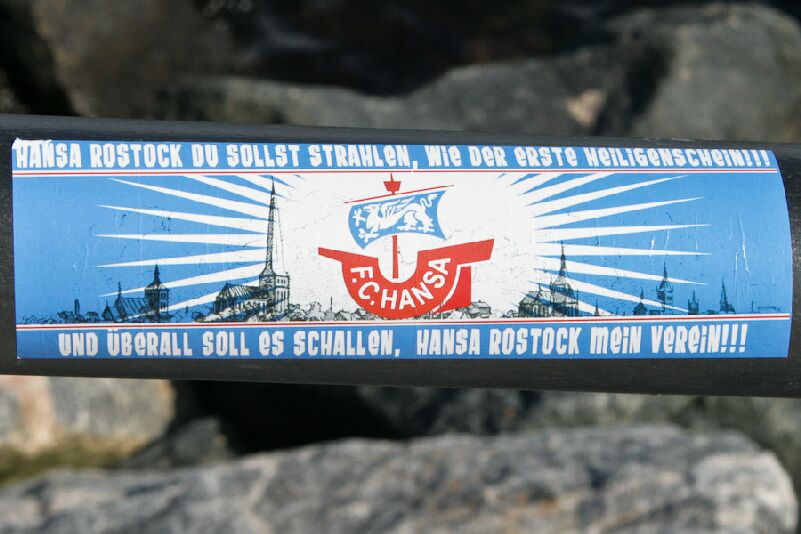 HANSA ROSTOCK DU SOLLST STRAHLEN, WIE DER ERSTE HEILIGENSCHEIN!!!
F.C. HANSA
UND ÜBERALL SOLL ES SCHALLEN, HANSA ROSTOCK MEIN VEREIN!!!